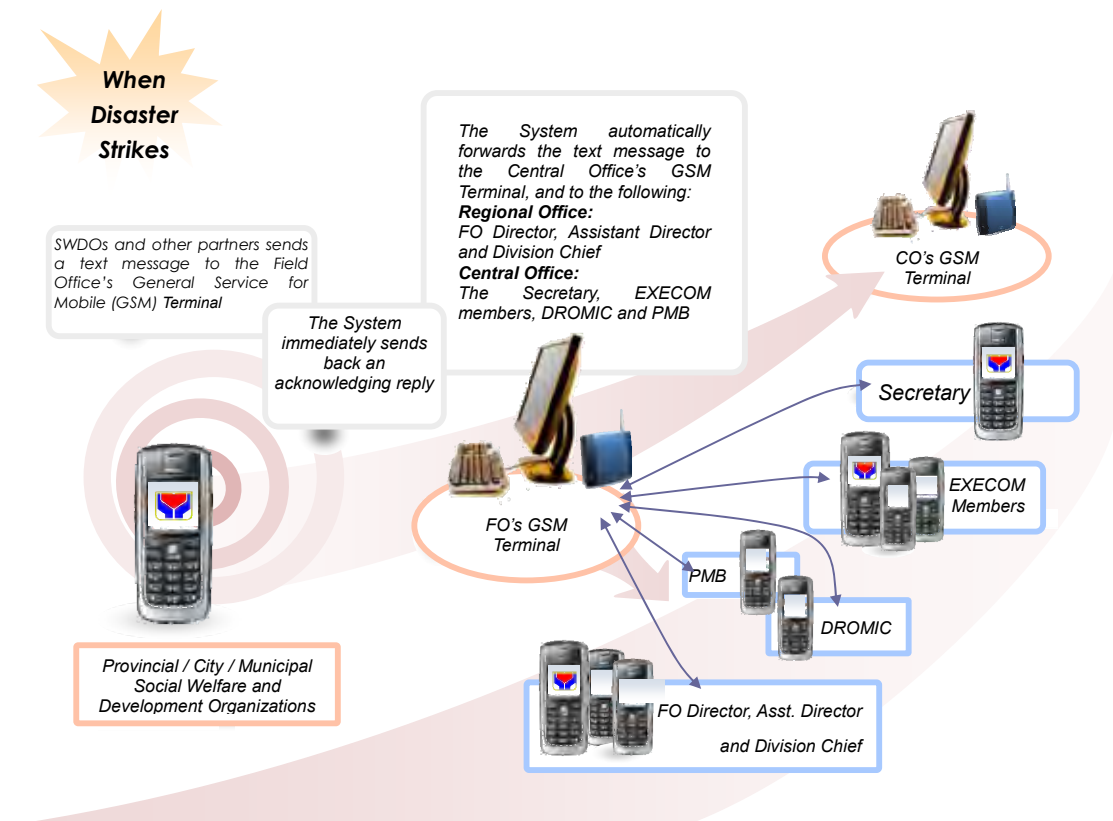 When
Disaster
Strikes
SWDOs and other partners sends
a text message to the Field
Office's General Service for
Mobile (GSM) Terminal
The System
immediately sends
back an
acknowledging reply
The System automatically
forwards the text message to
the Central Office's GSM
Terminal, and to the following:
Regional Office:
FO Director, Assistant Director
and Division Chief
Central Office:
The Secretary, EXECOM
members, DROMIC and PMB
CO's GSM
Terminal
Secretary
EXECOM
Members
FO's GSM
Terminal
PMB
DROMIC
Provincial / City / Municipal
Social Welfare and
Development Organizations
FO Director, Asst. Director
and Division Chief